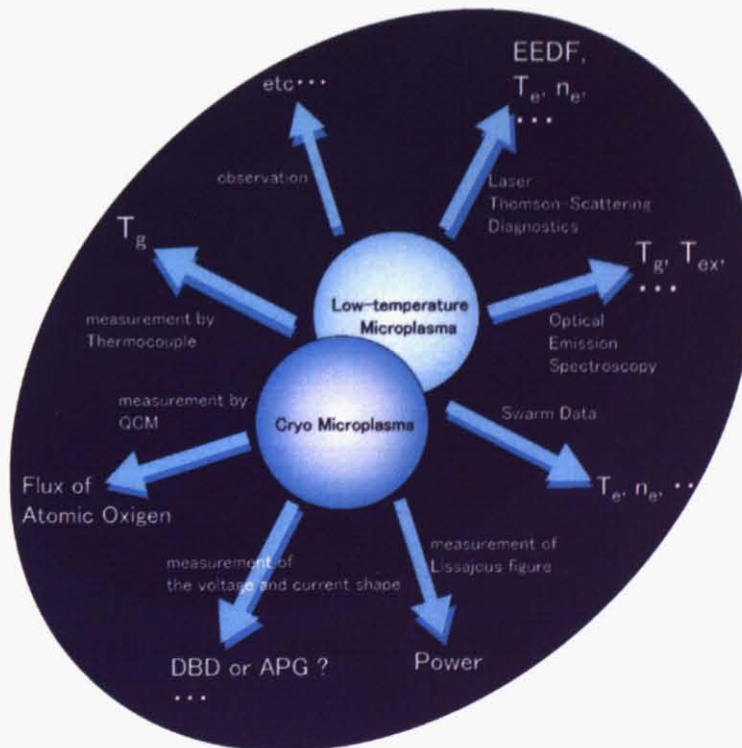 EEDF,
etc･･･
Te, ne,
･･･
observation
Laser
Thomson-Scattering
Diagnostics
Tg
Tg, Tex,
･･･
Low-temperature
Microplasma
measurement by
Thermocouple
Optical
Emission
Spectroscopy
measurement by
QCM
Cryo Microplasma
Swarm Data
Flux of
Atomic Oxigen
Te, ne, ･･
measurement of
the voltage and current shape
measurement of
Lissajous figure
DBD or APG ?
･･･
Power